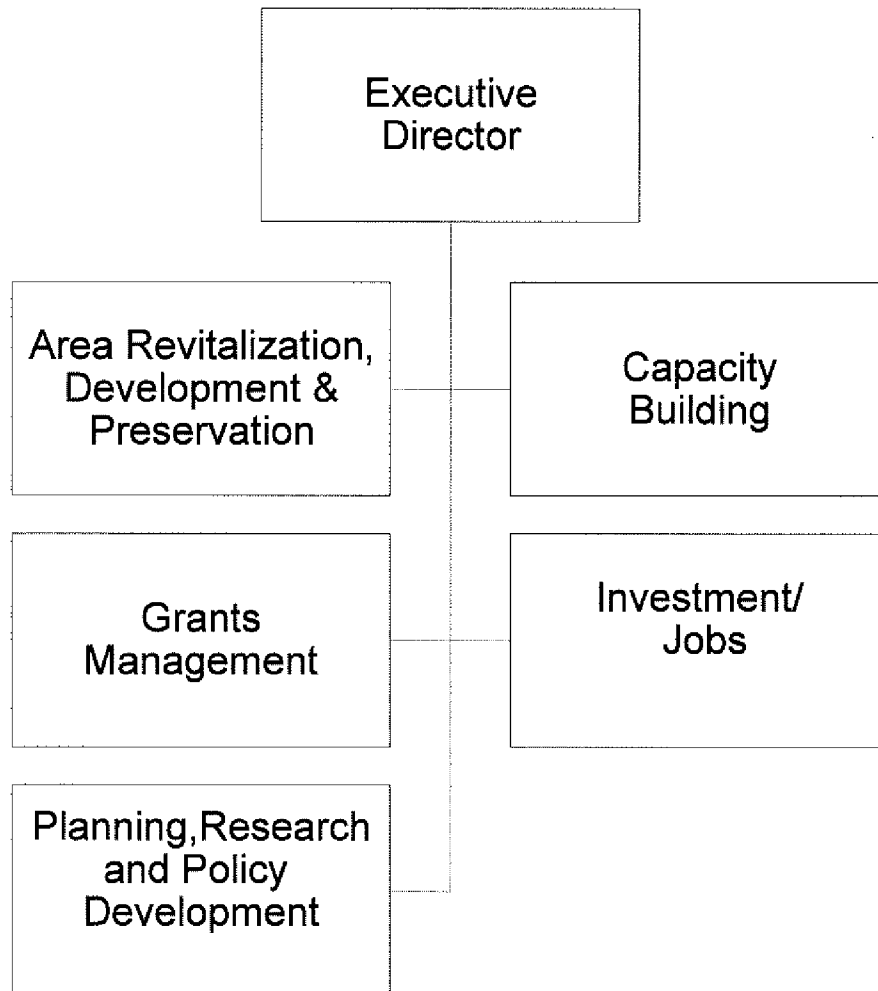 Executive
Director
Area Revitalization,
Development &
Preservation
Capacity
Building
Grants
Management
Investment/
Jobs
Planning,Research
and Policy
Development